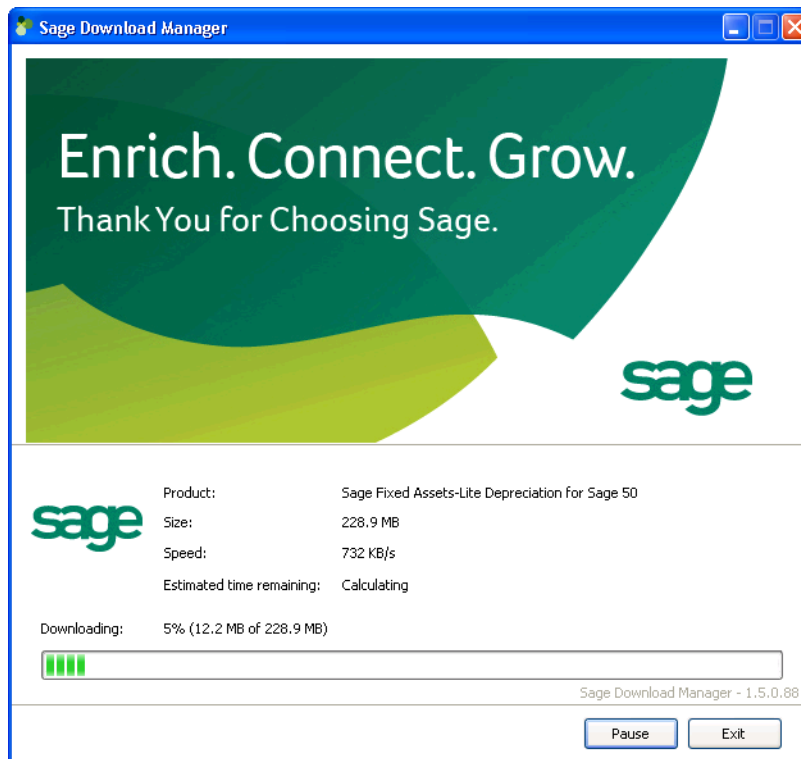 Sage Download Manager
Enrich. Connect. Grow.
Thank You for Choosing Sage.
sage
sage
Product: Sage Fixed Assets-Lite Depreciation for Sage 50
Size: 228.9 MB
Speed: 732 KB/s
Estimated time remaining: Calculating
Downloading: 5% (12.2 MB of 228.9 MB)
Sage Download Manager - 1.5.0.88
Pause Exit